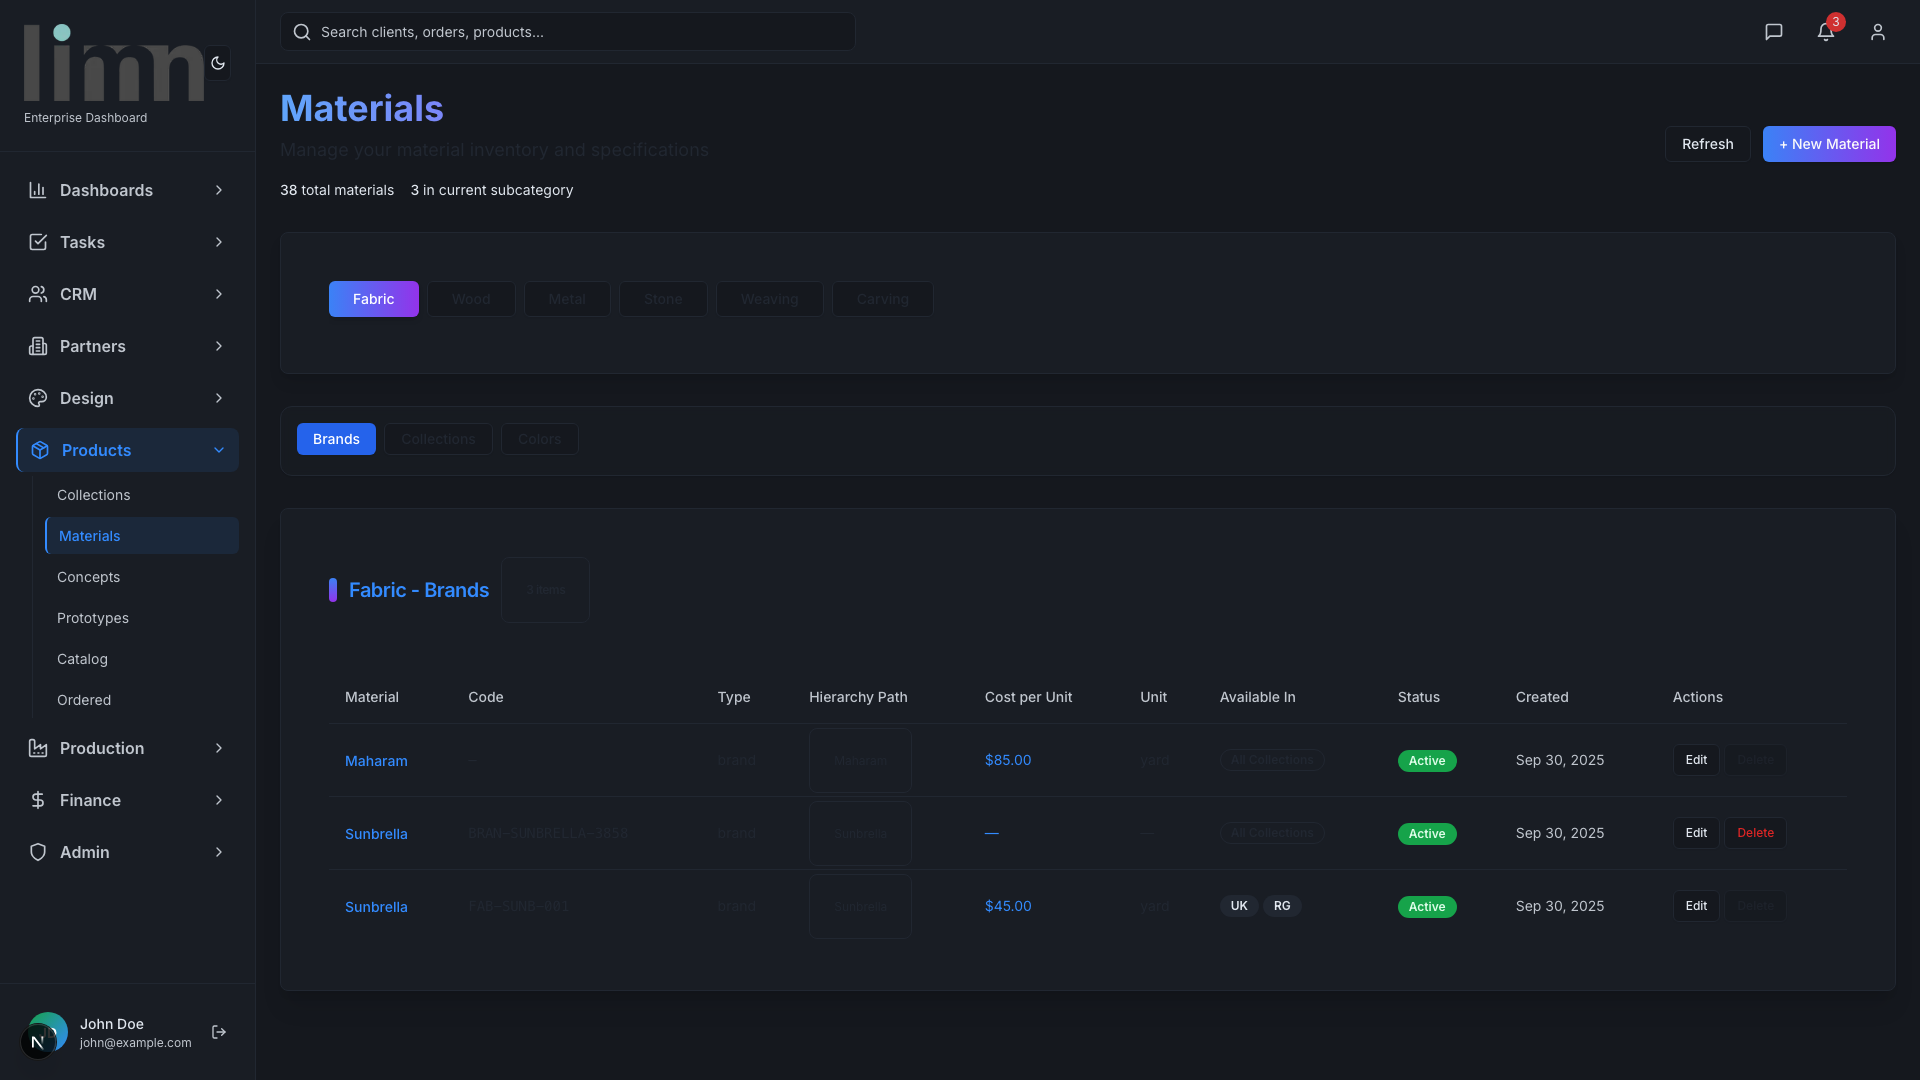 limn
Enterprise Dashboard
Dashboards
Tasks
CRM
Partners
Design
Products
Collections
Materials
Concepts
Prototypes
Catalog
Ordered
Production
Finance
Admin
John Doe
john@example.com
N
Search clients, orders, products...
3
Materials
Manage your material inventory and specifications
38 total materials 3 in current subcategory
Refresh + New Material
Fabric Wood Metal Stone Weaving Carving
Brands Collections Colors
Fabric - Brands 3 items
Material Code Type Hierarchy Path Cost per Unit Unit Available In Status Created Actions
Maharam — brand Maharam $85.00 yard All Collections Active Sep 30, 2025 Edit Delete
Sunbrella BRAN-SUNBRELLA-3858 brand Sunbrella — — All Collections Active Sep 30, 2025 Edit Delete
Sunbrella FAB-SUNB-001 brand Sunbrella $45.00 yard UK RG Active Sep 30, 2025 Edit Delete